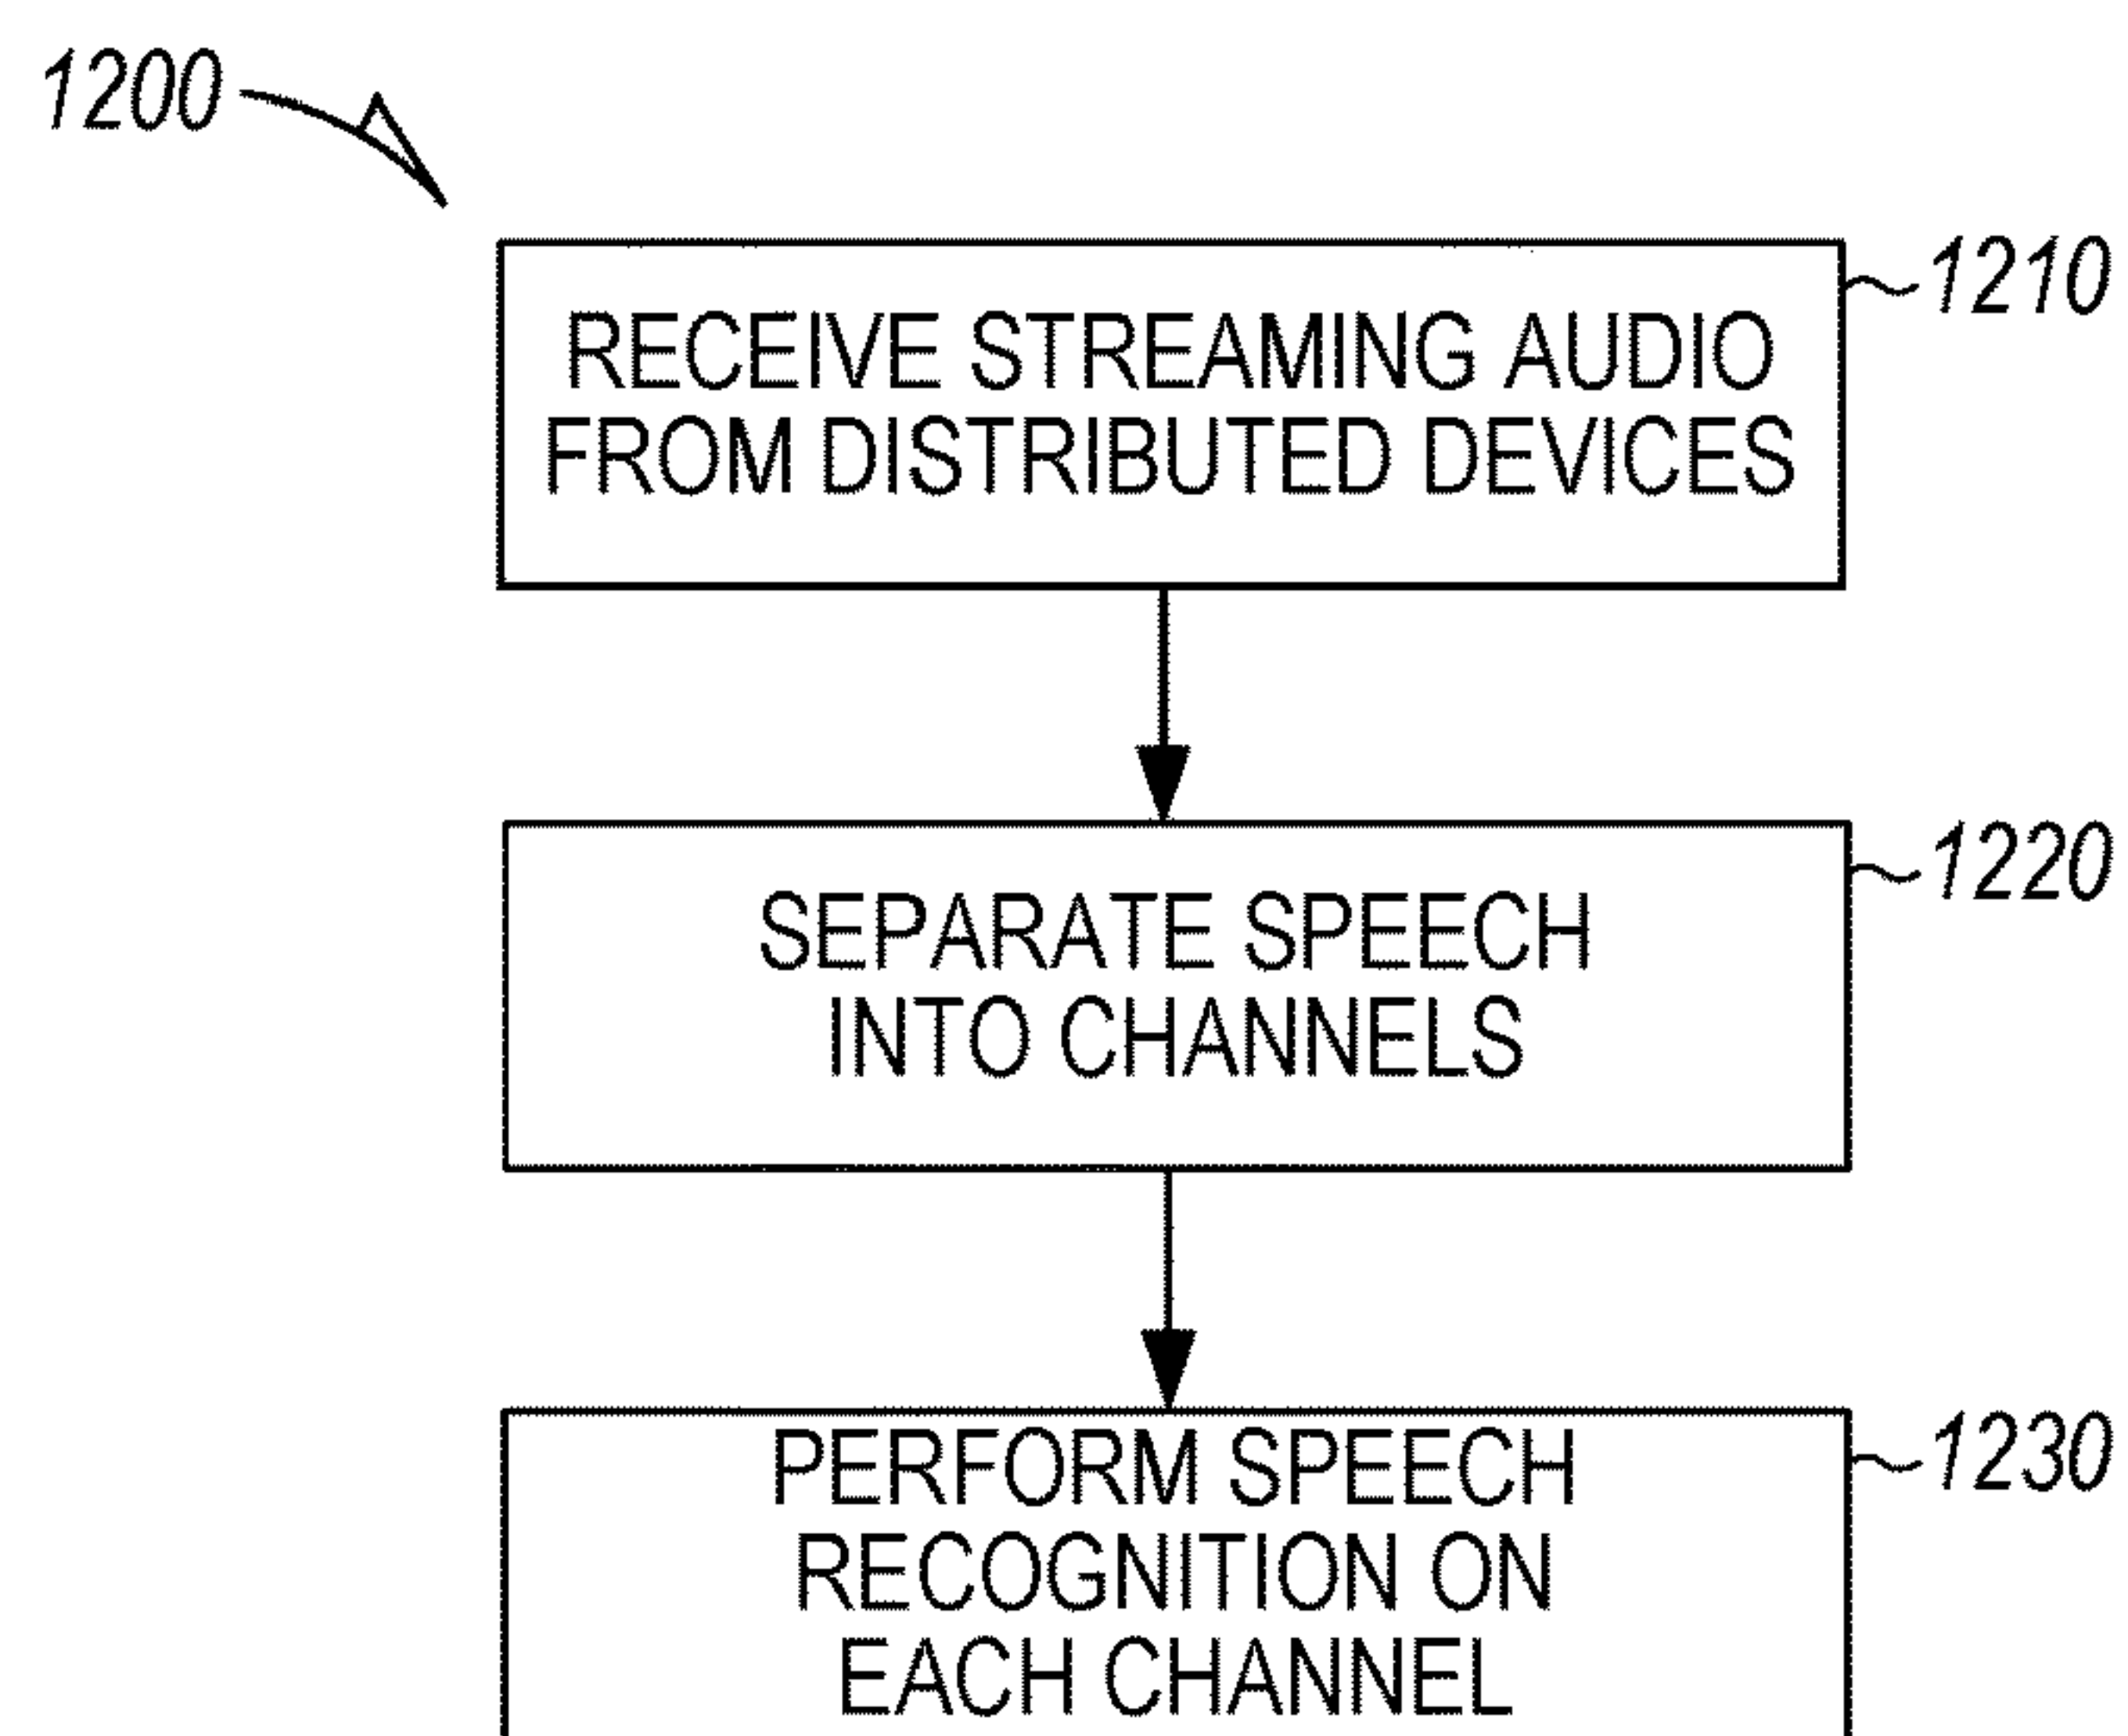 1200
1210
RECEIVE STREAMING AUDIO
FROM DISTRIBUTED DEVICES
1220
SEPARATE SPEECH
INTO CHANNELS
1230
PERFORM SPEECH
RECOGNITION ON
EACH CHANNEL